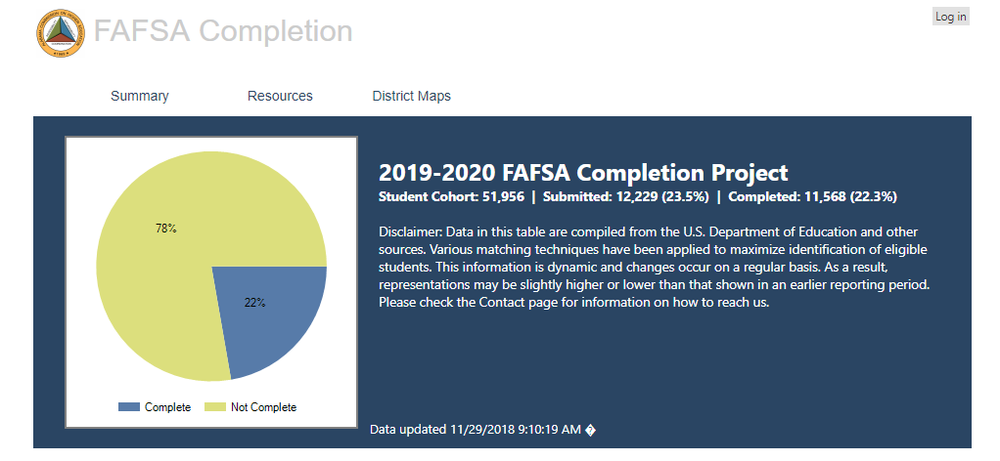 FAFSA Completion
Log in
Summary Resources District Maps
78%
22%
Complete Not Complete
2019-2020 FAFSA Completion Project
Student Cohort: 51,956 | Submitted: 12,229 (23.5%) | Completed: 11,568 (22.3%)
Disclaimer: Data in this table are compiled from the U.S. Department of Education and other
sources. Various matching techniques have been applied to maximize identification of eligible
students. This information is dynamic and changes occur on a regular basis. As a result,
representations may be slightly higher or lower than that shown in an earlier reporting period.
Please check the Contact page for information on how to reach us.
Data updated 11/29/2018 9:10:19 AM �